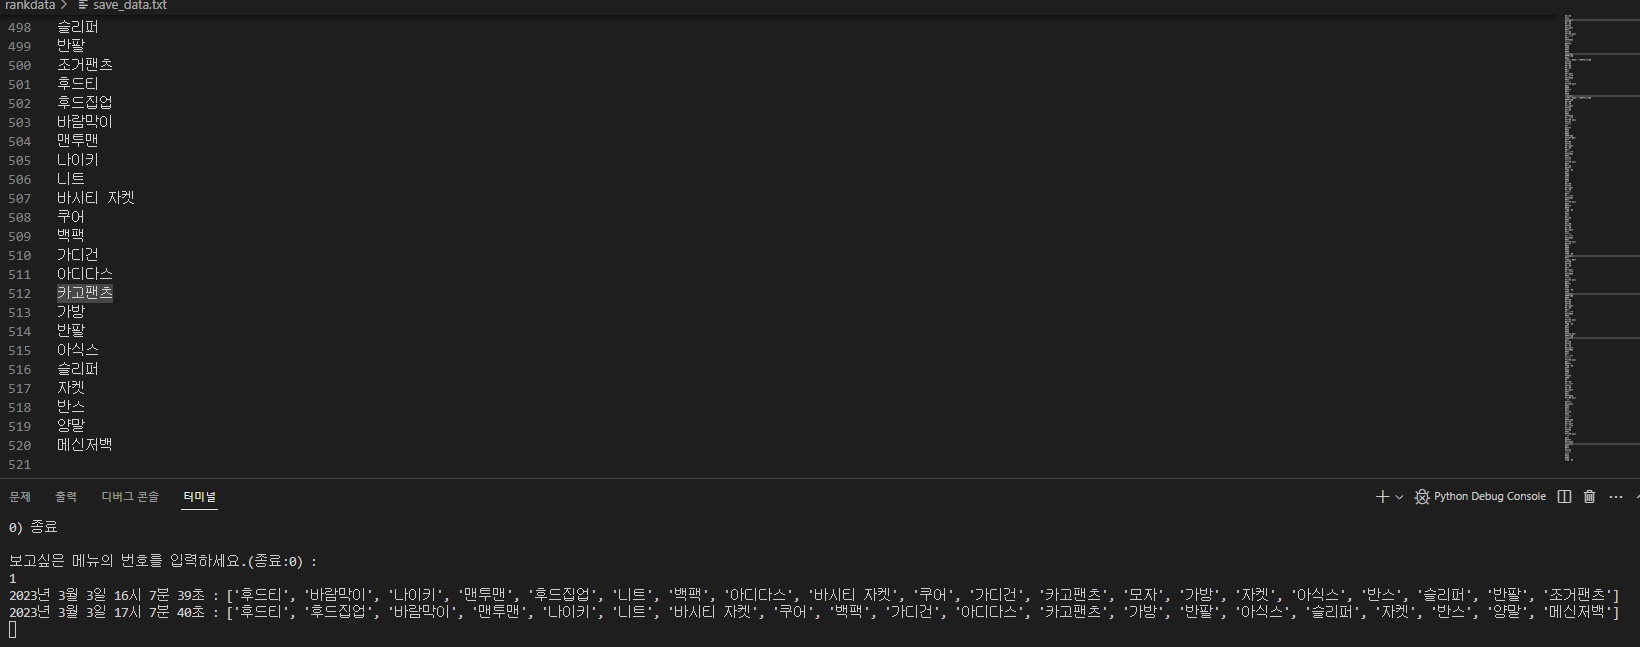 rankdata > save_data.txt
498 슬리퍼
499 반팔
500 조거팬츠
501 후드티
502 후드집업
503 바람막이
504 맨투맨
505 나이키
506 니트
507 바시티 자켓
508 쿠어
509 백팩
510 가디건
511 아디다스
512 카고팬츠
513 가방
514 반팔
515 아식스
516 슬리퍼
517 자켓
518 반스
519 양말
520 메신저백
521
문제 출력 디버그 콘솔 터미널 Python Debug Console
0) 종료
보고싶은 메뉴의 번호를 입력하세요.(종료:0) :
1
2023년 3월 3일 16시 7분 39초 : ['후드티', '바람막이', '나이키', '맨투맨', '후드집업', '니트', '백팩', '아디다스', '바시티 자켓', '쿠어', '가디건', '카고팬츠', '모자', '가방', '자켓', '아식스', '반스', '슬리퍼', '반팔', '조거팬츠']
2023년 3월 3일 17시 7분 40초 : ['후드티', '후드집업', '바람막이', '맨투맨', '나이키', '니트', '바시티 자켓', '쿠어', '백팩', '가디건', '아디다스', '카고팬츠', '가방', '반팔', '아식스', '슬리퍼', '자켓', '반스', '양말', '메신저백']